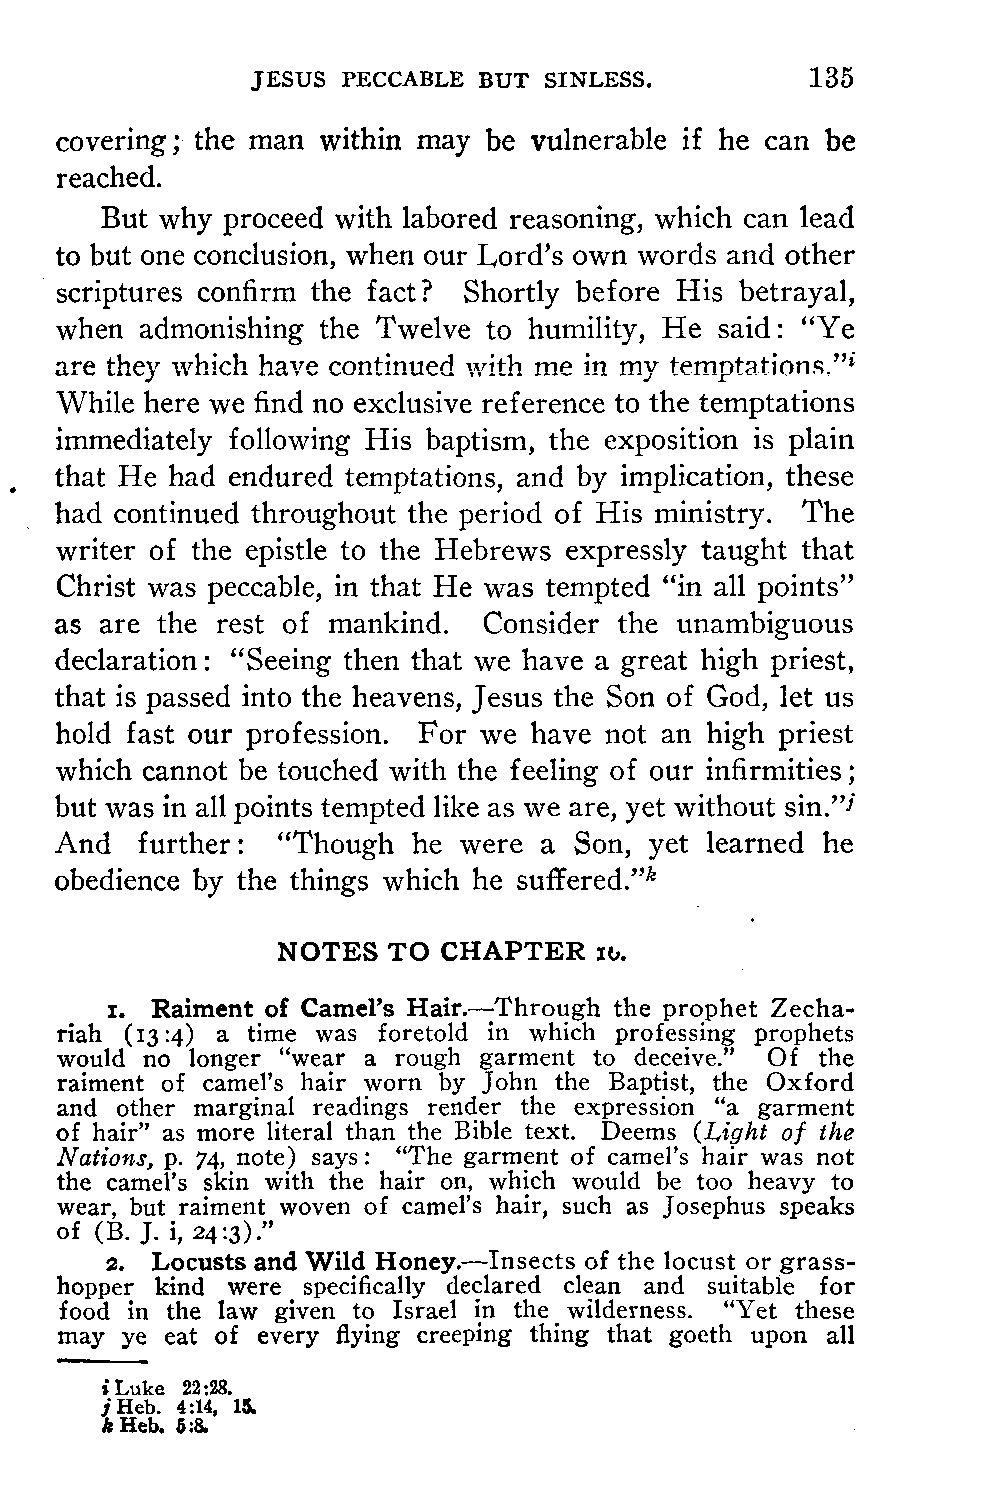 JESUS PECCABLE BUT SINLESS. 135
covering; the man within may be vulnerable if he can be
reached.
But why proceed with labored reasoning, which can lead
to but one conclusion, when our Lord's own words and other
scriptures confirm the fact? Shortly before His betrayal,
when admonishing the Twelve to humility, He said: “Ye
are they which have continued with me in my temptations.”i
While here we find no exclusive reference to the temptations
immediately following His baptism, the exposition is plain
that He had endured temptations, and by implication, these
had continued throughout the period of His ministry. The
writer of the epistle to the Hebrews expressly taught that
Christ was peccable, in that He was tempted “in all points”
as are the rest of mankind. Consider the unambiguous
declaration: “Seeing then that we have a great high priest,
that is passed into the heavens, Jesus the Son of God, let us
hold fast our profession. For we have not an high priest
which cannot be touched with the feeling of our infirmities;
but was in all points tempted like as we are, yet without sin.”j
And further: “Though he were a Son, yet learned he
obedience by the things which he suffered.”k
NOTES TO CHAPTER 10.
1. Raiment of Camel's Hair.—Through the prophet Zecha-
riah (13:4) a time was foretold in which professing prophets
would no longer “wear a rough garment to deceive.” Of the
raiment of camel's hair worn by John the Baptist, the Oxford
and other marginal readings render the expression “a garment
of hair” as more literal than the Bible text. Deems (Light of the
Nations, p. 74, note) says: “The garment of camel's hair was not
the camel's skin with the hair on, which would be too heavy to
wear, but raiment woven of camel's hair, such as Josephus speaks
of (B. J. i, 24:3).”
2. Locusts and Wild Honey.—Insects of the locust or grass-
hopper kind were specifically declared clean and suitable for
food in the law given to Israel in the wilderness. “Yet these
may ye eat of every flying creeping thing that goeth upon all
i Luke 22:28.
j Heb. 4:14, 15.
k Heb. 5:8.